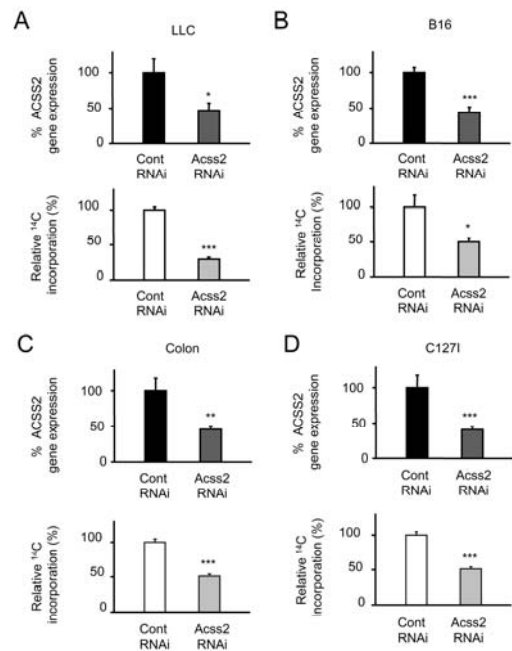 A
LLC
% ACSS2
gene expression
100
50
0
*
Cont
RNAi
Acss2
RNAi
Relative ¹⁴C
incorporation (%)
100
50
0
***
Cont
RNAi
Acss2
RNAi
B
B16
% ACSS2
gene expression
100
50
0
***
Cont
RNAi
Acss2
RNAi
Relative ¹⁴C
Incorporation (%)
100
50
0
*
Cont
RNAi
Acss2
RNAi
C
Colon
% ACSS2
gene expression
100
50
0
**
Cont
RNAi
Acss2
RNAi
Relative ¹⁴C
incorporation (%)
100
50
0
***
Cont
RNAi
Acss2
RNAi
D
C127I
% ACSS2
gene expression
100
50
0
***
Cont
RNAi
Acss2
RNAi
Relative ¹⁴C
incorporation (%)
100
50
0
***
Cont
RNAi
Acss2
RNAi